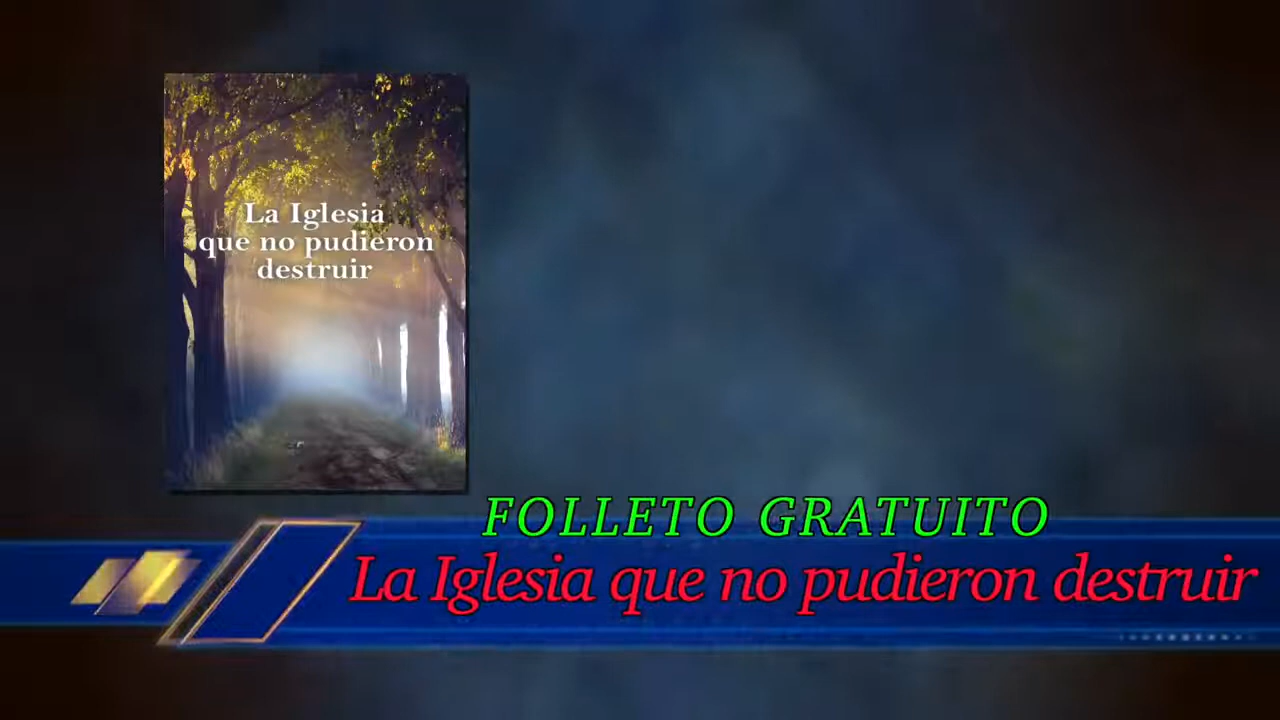 La Iglesia
que no pudieron
destruir
FOLLETO GRATUITO
La Iglesia que no pudieron destruir